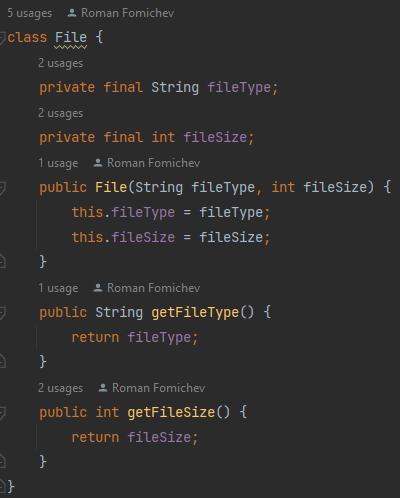 5 usages Roman Fomichev
class File {
2 usages
private final String fileType;
2 usages
private final int fileSize;
1 usage Roman Fomichev
public File(String fileType, int fileSize) {
this.fileType = fileType;
this.fileSize = fileSize;
}
1 usage Roman Fomichev
public String getFileType() {
return fileType;
}
2 usages Roman Fomichev
public int getFileSize() {
return fileSize;
}
}